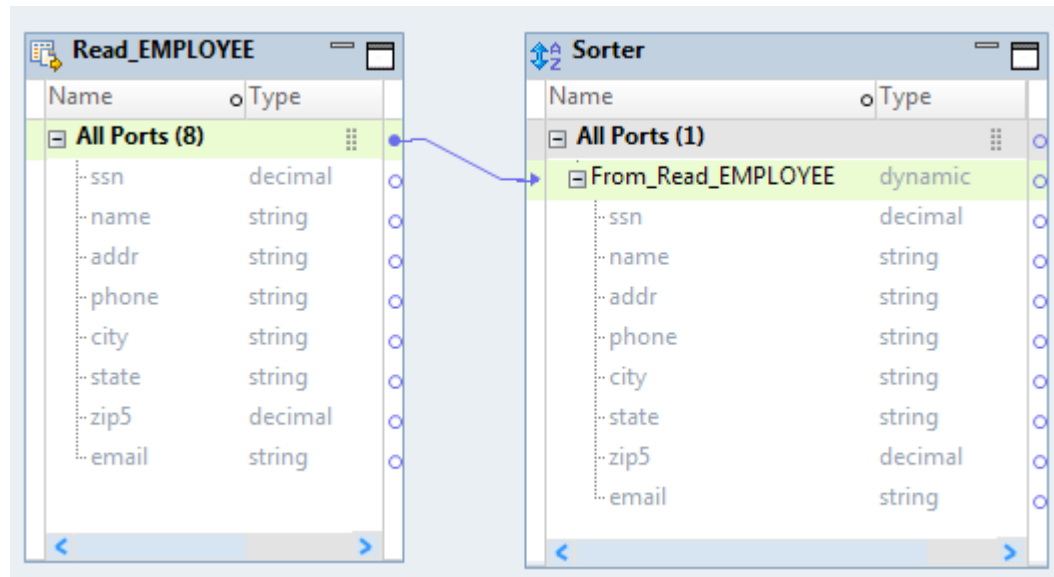 Read_EMPLOYEE
Name Type
All Ports (8)
ssn decimal
name string
addr string
phone string
city string
state string
zip5 decimal
email string
Sorter
Name Type
All Ports (1)
From_Read_EMPLOYEE dynamic
ssn decimal
name string
addr string
phone string
city string
state string
zip5 decimal
email string